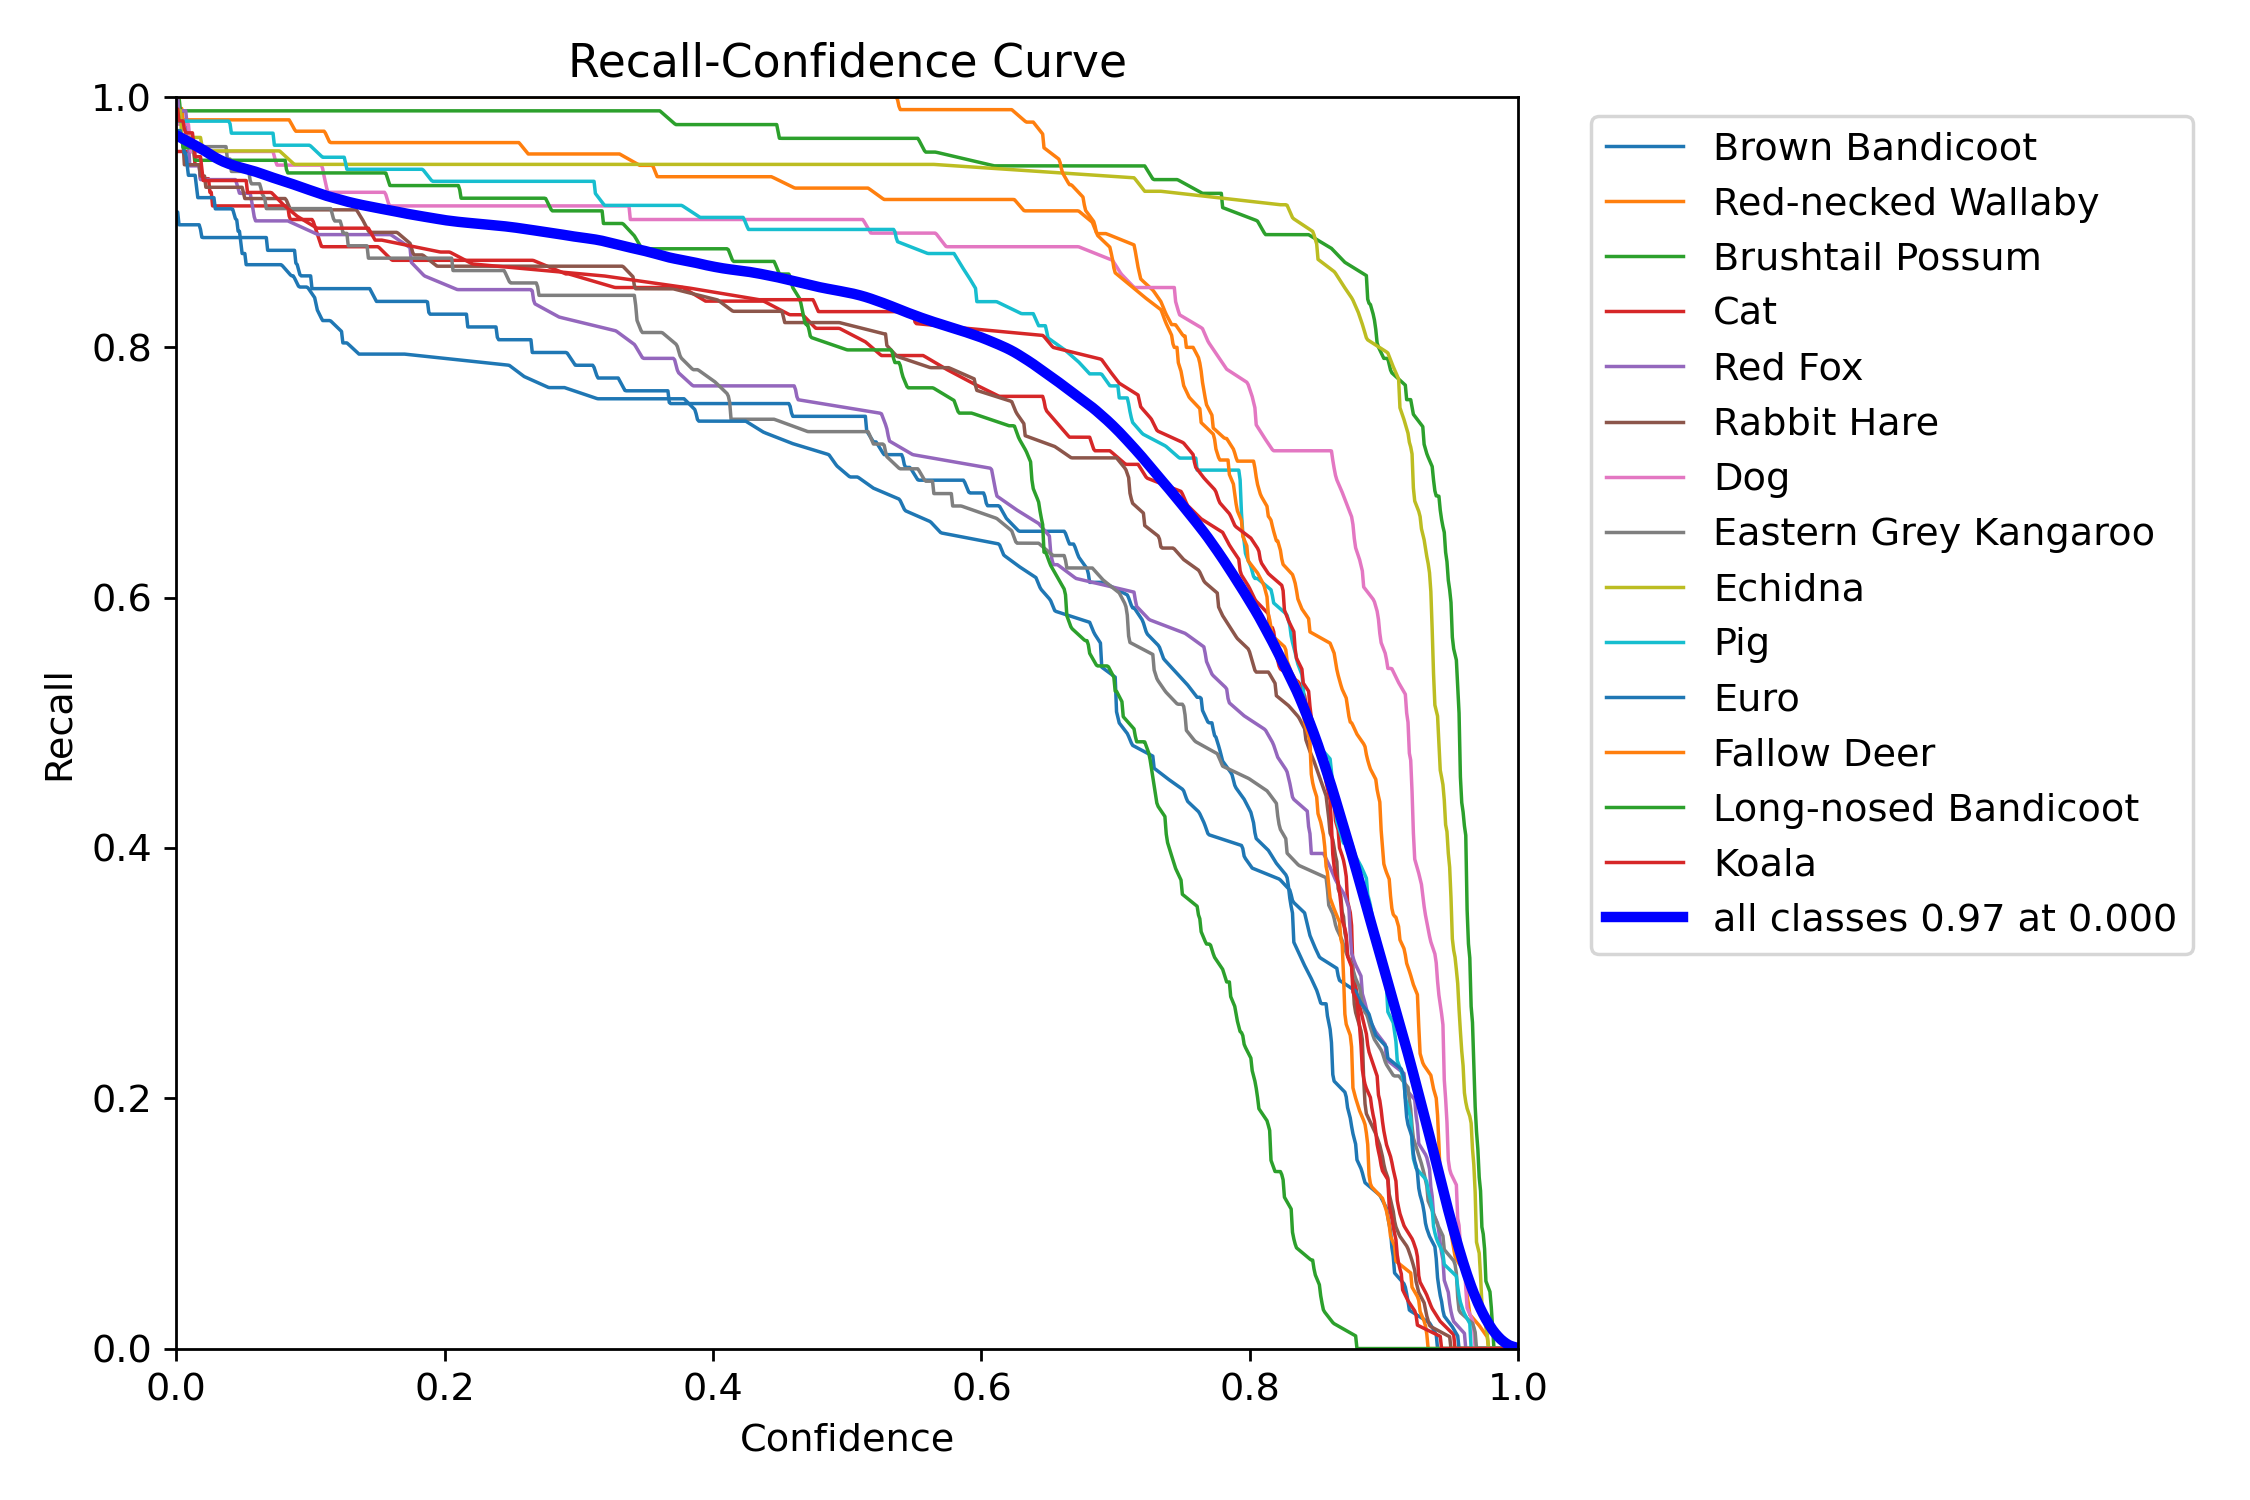 Recall-Confidence Curve
1.0
0.8
0.6
0.4
0.2
0.0
Recall
0.0 0.2 0.4 0.6 0.8 1.0
Confidence
Brown Bandicoot
Red-necked Wallaby
Brushtail Possum
Cat
Red Fox
Rabbit Hare
Dog
Eastern Grey Kangaroo
Echidna
Pig
Euro
Fallow Deer
Long-nosed Bandicoot
Koala
all classes 0.97 at 0.000